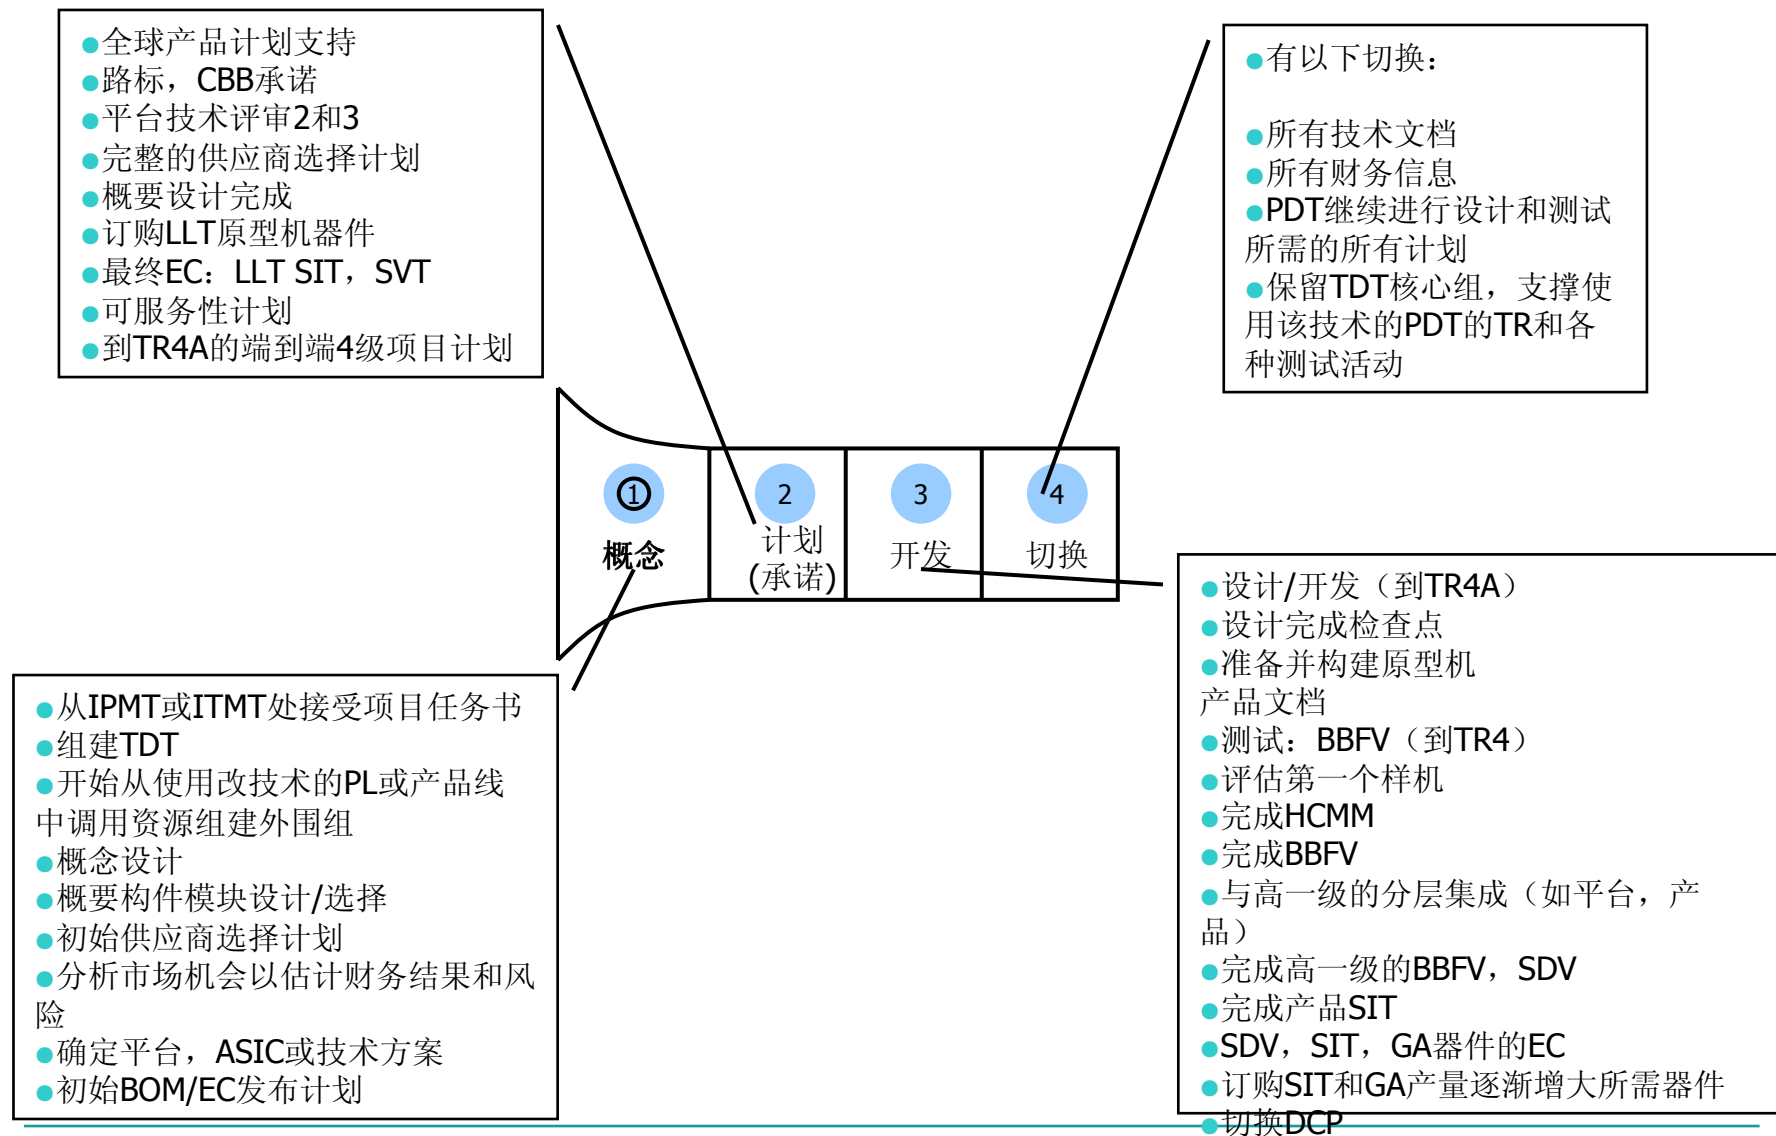 ●全球产品计划支持
●路标，CBB承诺
●平台技术评审2和3
●完整的供应商选择计划
●概要设计完成
●订购LLT原型机器件
●最终EC：LLT SIT，SVT
●可服务性计划
●到TR4A的端到端4级项目计划
●有以下切换：
●所有技术文档
●所有财务信息
●PDT继续进行设计和测试
所需的所有计划
●保留TDT核心组，支撑使
用该技术的PDT的TR和各
种测试活动
①
概念
2
计划
(承诺)
3
开发
4
切换
●从IPMT或ITMT处接受项目任务书
●组建TDT
●开始从使用改技术的PL或产品线
中调用资源组建外围组
●概念设计
●概要构件模块设计/选择
●初始供应商选择计划
●分析市场机会以估计财务结果和风
险
●确定平台，ASIC或技术方案
●初始BOM/EC发布计划
●设计/开发（到TR4A）
●设计完成检查点
●准备并构建原型机
产品文档
●测试：BBFV（到TR4）
●评估第一个样机
●完成HCMM
●完成BBFV
●与高一级的分层集成（如平台，产
品）
●完成高一级的BBFV，SDV
●完成产品SIT
●SDV，SIT，GA器件的EC
●订购SIT和GA产量逐渐增大所需器件
●切换DCP